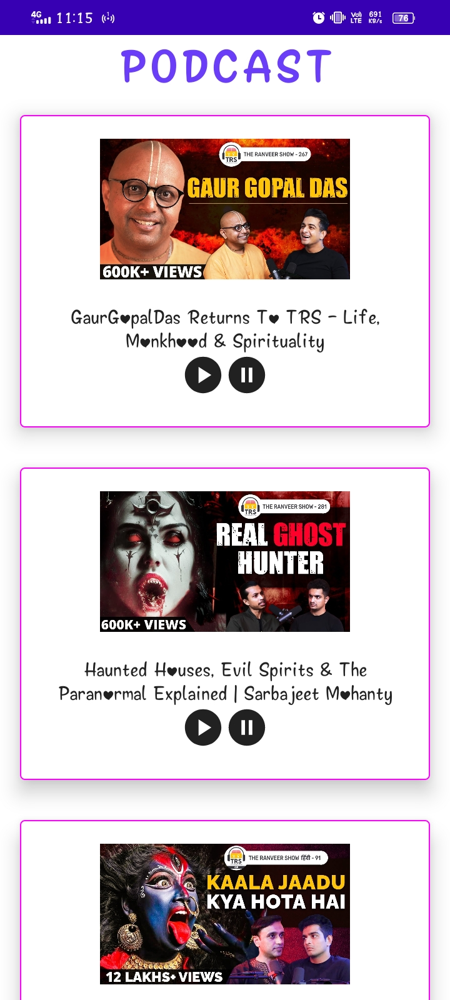 4G 11:15 1 Vo) LTE 691 KB/s 76
PODCAST
TRS THE RANVEER SHOW - 267
GAUR GOPAL DAS
600K+ VIEWS
GaurGopalDas Returns To TRS - Life,
Monkhood & Spirituality
TRS THE RANVEER SHOW - 281
REAL GHOST
HUNTER
600K+ VIEWS
Haunted Houses, Evil Spirits & The
Paranormal Explained | Sarbajeet Mohanty
TRS THE RANVEER SHOW हिंदी - 91
KAALA JAADU
KYA HOTA HAI
12 LAKHS+ VIEWS